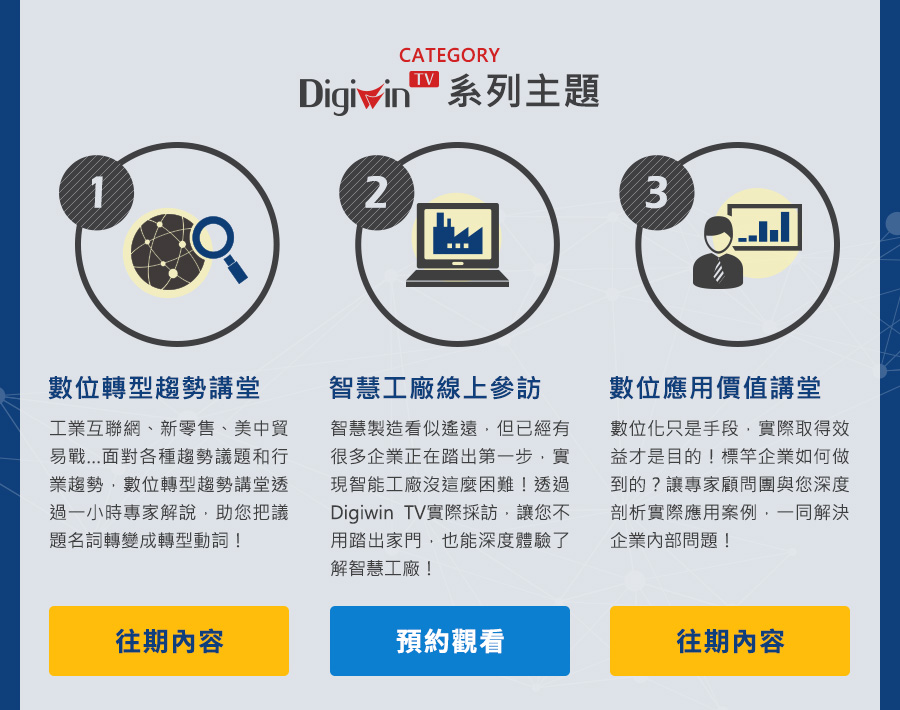 CATEGORY
Digiwin TV 系列主題
1
數位轉型趨勢講堂
工業互聯網、新零售、美中貿
易戰...面對各種趨勢議題和行
業趨勢，數位轉型趨勢講堂透
過一小時專家解說，助您把議
題名詞轉變成轉型動詞！
往期內容
2
智慧工廠線上參訪
智慧製造看似遙遠，但已經有
很多企業正在踏出第一步，實
現智能工廠沒這麼困難！透過
Digiwin TV實際採訪，讓您不
用踏出家門，也能深度體驗了
解智慧工廠！
預約觀看
3
數位應用價值講堂
數位化只是手段，實際取得效
益才是目的！標竿企業如何做
到的？讓專家顧問團與您深度
剖析實際應用案例，一同解決
企業內部問題！
往期內容